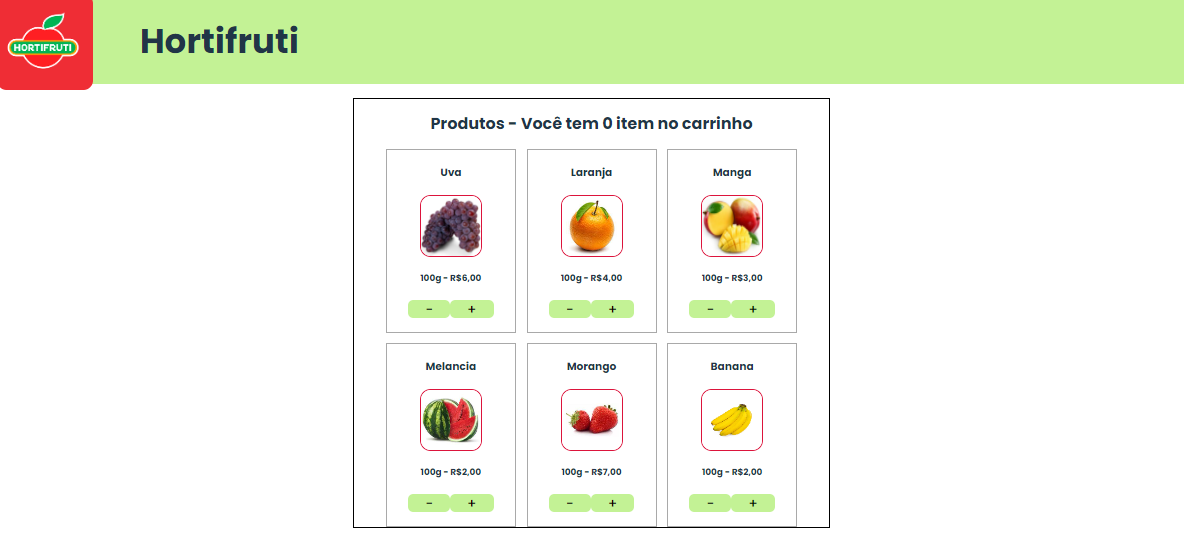 HORTIFRUTI
Hortifruti
Produtos - Você tem 0 item no carrinho
Uva
Laranja
Manga
100g - R$6,00
100g - R$4,00
100g - R$3,00
- +
- +
- +
Melancia
Morango
Banana
100g - R$2,00
100g - R$7,00
100g - R$2,00
- +
- +
- +